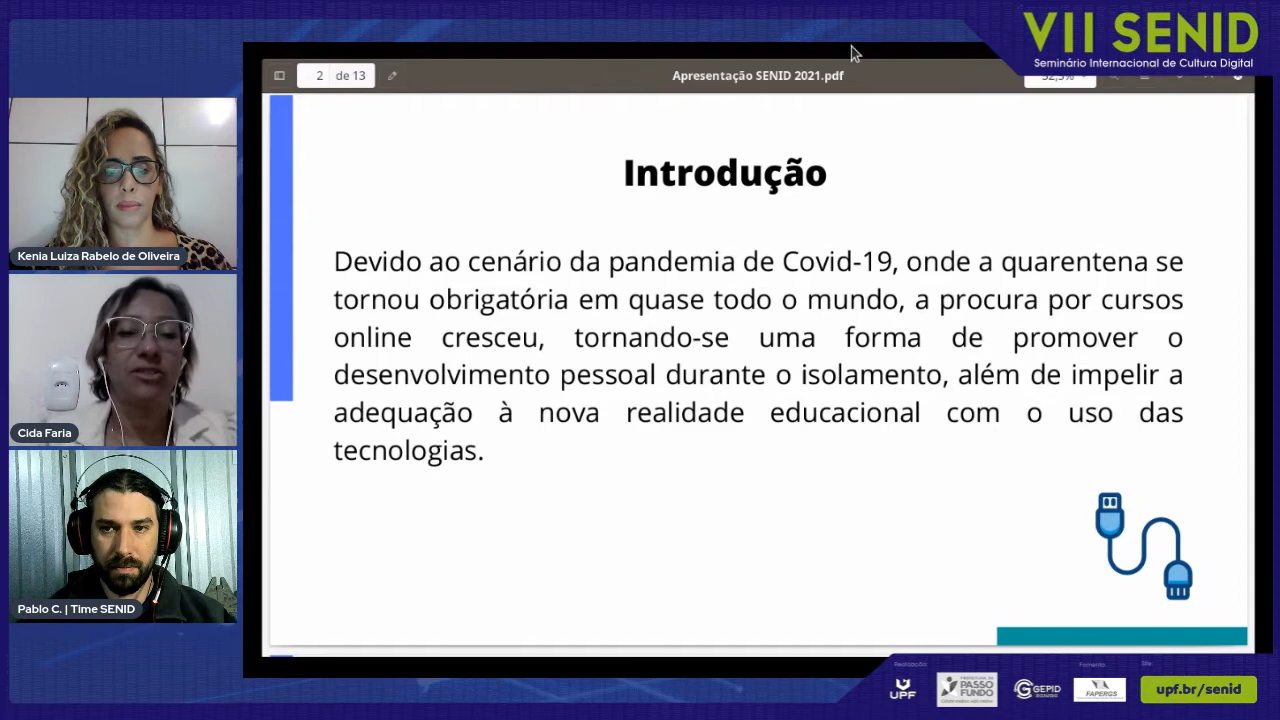 VII SENID
Seminário Internacional de Cultura Digital
2 de 13
Apresentação SENID 2021.pdf
Introdução
Devido ao cenário da pandemia de Covid-19, onde a quarentena se
tornou obrigatória em quase todo o mundo, a procura por cursos
online cresceu, tornando-se uma forma de promover o
desenvolvimento pessoal durante o isolamento, além de impelir a
adequação à nova realidade educacional com o uso das
tecnologias.
Kenia Luiza Rabelo de Oliveira
Cida Faria
Pablo C. | Time SENID
Realização:
UPF
PASSO
FUNDO
GEPID
Fomento:
FAPERGS
Site:
upf.br/senid